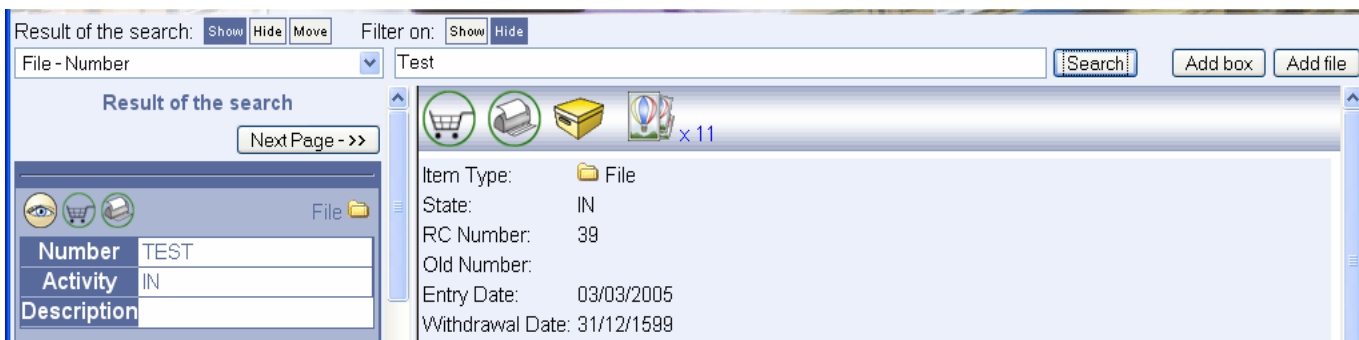 Result of the search: Show Hide Move Filter on: Show Hide
File - Number Test Search Add box Add file
Result of the search
Next Page - >>
x 11
File
Number TEST
Activity IN
Description
Item Type: File
State: IN
RC Number: 39
Old Number:
Entry Date: 03/03/2005
Withdrawal Date: 31/12/1599